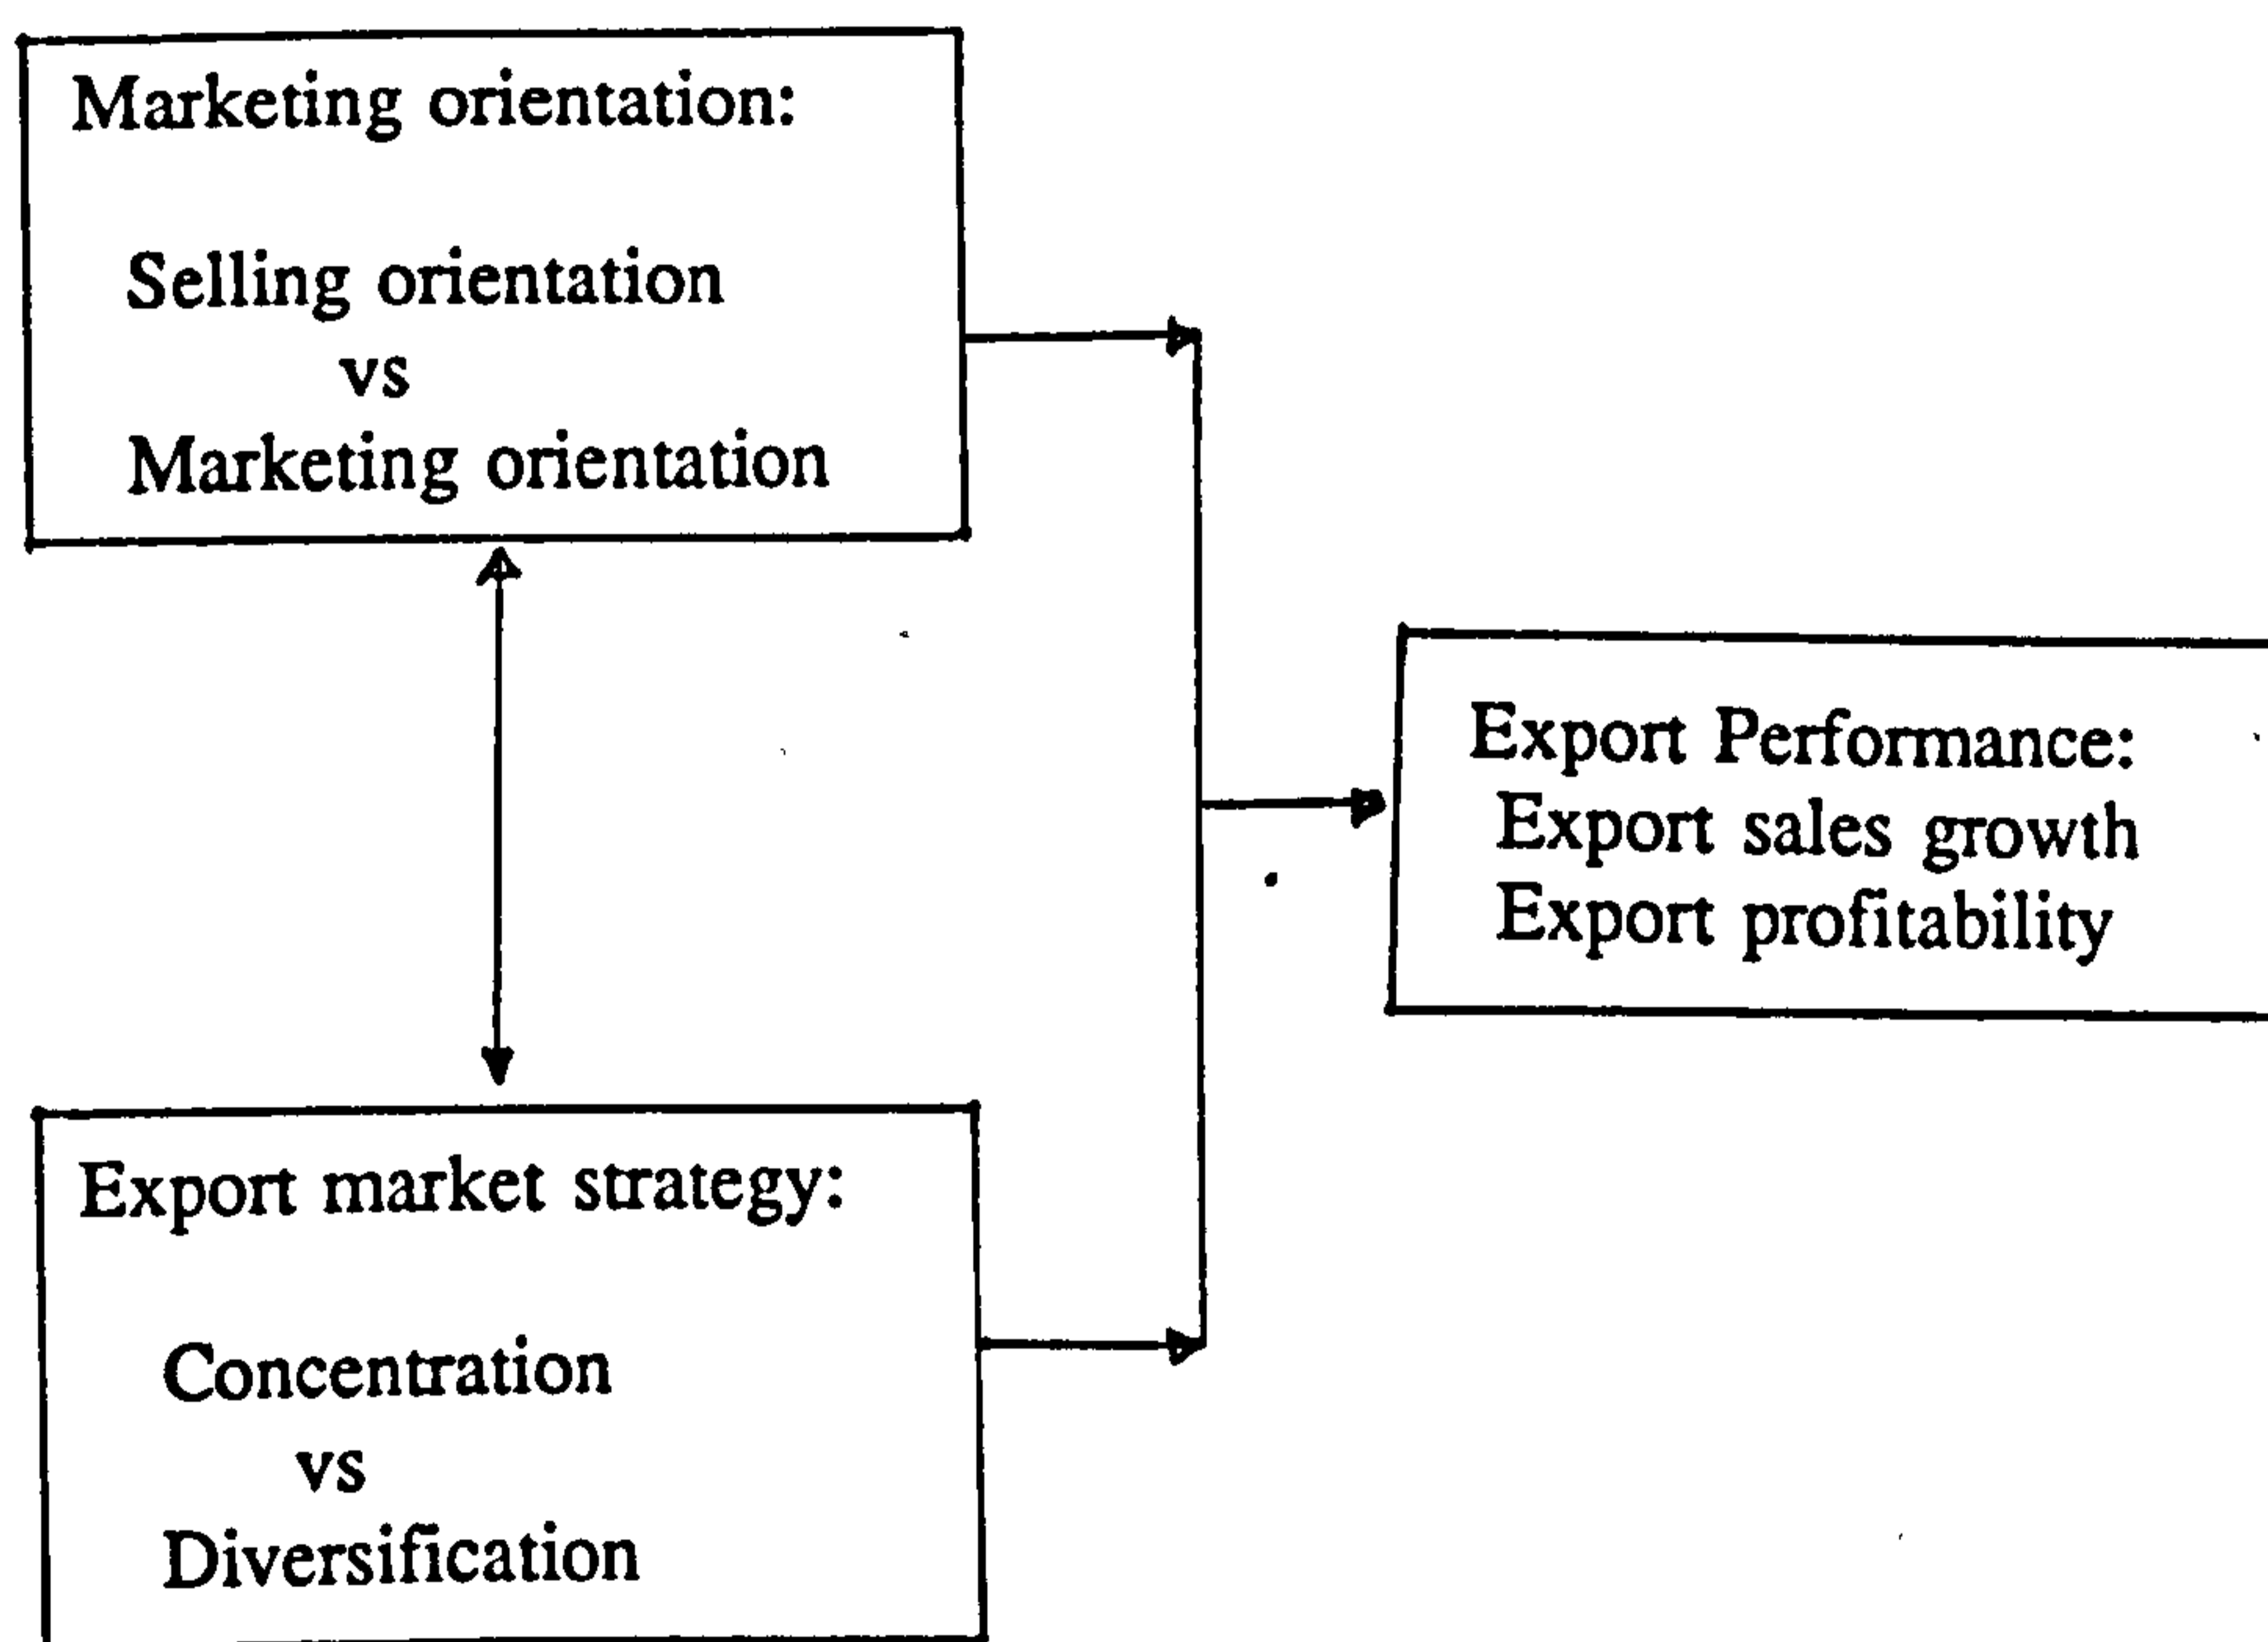 Marketing orientation:
Selling orientation
vs
Marketing orientation
Export Performance:
Export sales growth
Export profitability
Export market strategy:
Concentration
vs
Diversification